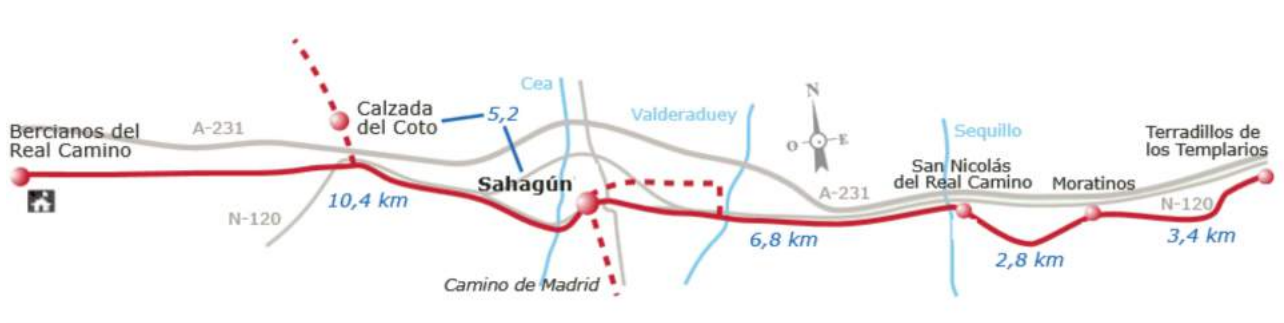 Cea
N
O
E
Calzada
del Coto
5,2
Valderaduey
Sequillo
Bercianos del
Real Camino
A-231
Terradillos de
los Templarios
San Nicolás
del Real Camino
Moratinos
Sahagún
A-231
N-120
10,4 km
N-120
6,8 km
2,8 km
3,4 km
Camino de Madrid